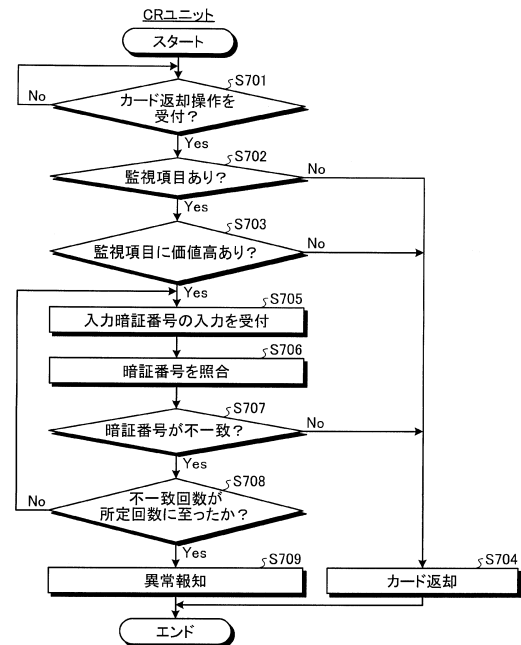 CRユニット
スタート
S701
カード返却操作を
受付？
No
Yes
S702
監視項目あり？
No
Yes
S703
監視項目に価値高あり？
No
Yes
S705
入力暗証番号の入力を受付
S706
暗証番号を照合
S707
暗証番号が不一致？
No
Yes
S708
不一致回数が
所定回数に至ったか？
No
Yes
S709
異常報知
S704
カード返却
エンド